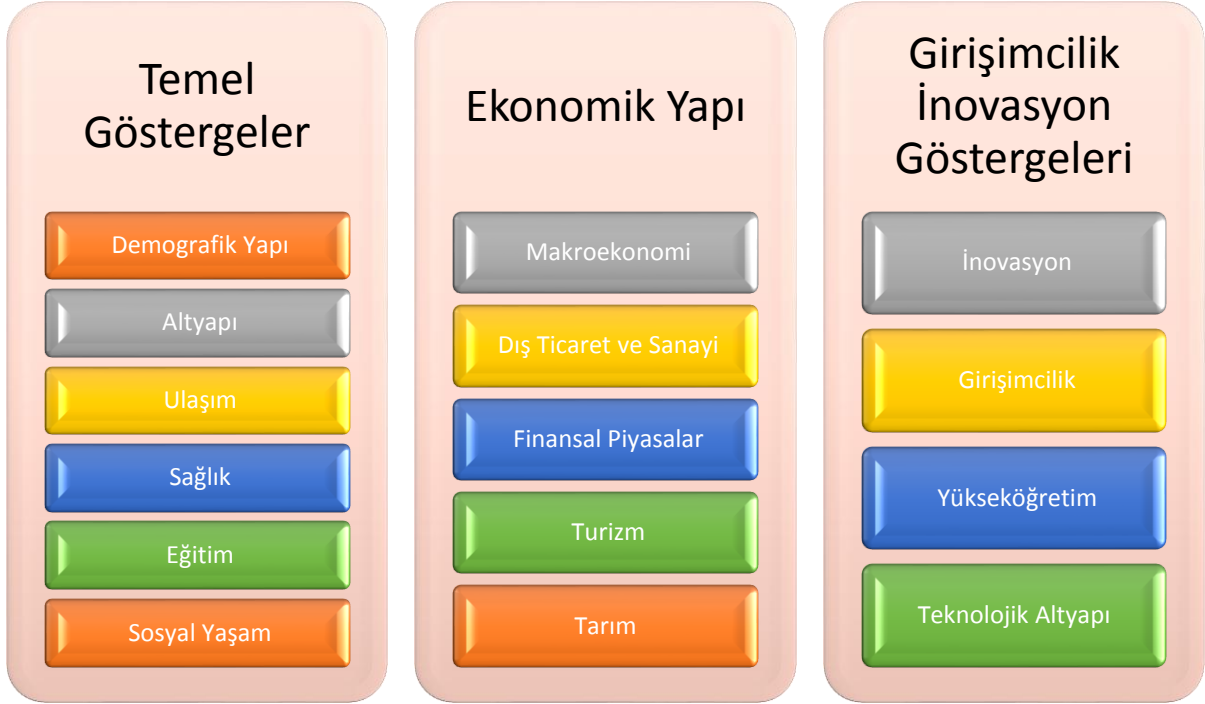 Temel
Göstergeler
Demografik Yapı
Altyapı
Ulaşım
Sağlık
Eğitim
Sosyal Yaşam
Ekonomik Yapı
Makroekonomi
Dış Ticaret ve Sanayi
Finansal Piyasalar
Turizm
Tarım
Girişimcilik
İnovasyon
Göstergeleri
İnovasyon
Girişimcilik
Yükseköğretim
Teknolojik Altyapı